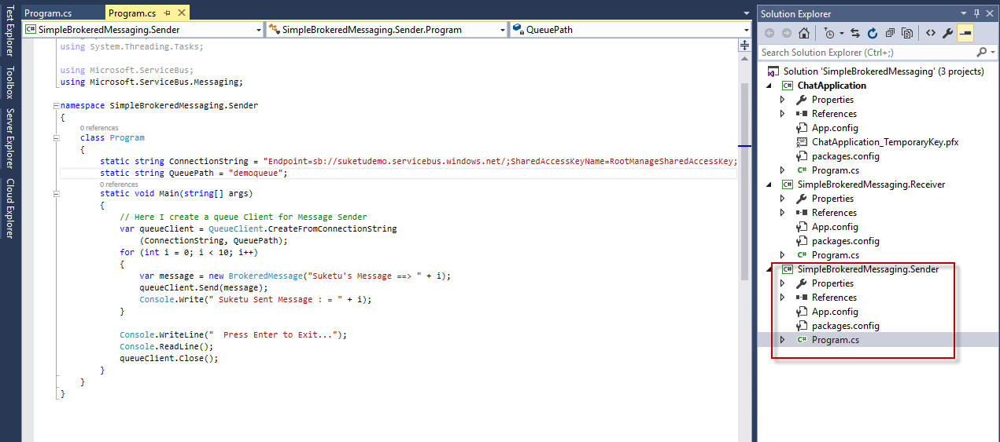 Test Explorer
Toolbox
Server Explorer
Cloud Explorer
Program.cs
Program.cs
SimpleBrokeredMessaging.Sender
SimpleBrokeredMessaging.Sender.Program
QueuePath
using System.Threading.Tasks;
using Microsoft.ServiceBus;
using Microsoft.ServiceBus.Messaging;
namespace SimpleBrokeredMessaging.Sender
{
0 references
class Program
{
static string ConnectionString = "Endpoint=sb://suketudemo.servicebus.windows.net/;SharedAccessKeyName=RootManageSharedAccessKey;
static string QueuePath = "demoqueue";
0 references
static void Main(string[] args)
{
// Here I create a queue Client for Message Sender
var queueClient = QueueClient.CreateFromConnectionString
(ConnectionString, QueuePath);
for (int i = 0; i < 10; i++)
{
var message = new BrokeredMessage("Suketu's Message ==> " + i);
queueClient.Send(message);
Console.Write(" Suketu Sent Message : = " + i);
}
Console.WriteLine("  Press Enter to Exit...");
Console.ReadLine();
queueClient.Close();
}
}
}
Solution Explorer
Search Solution Explorer (Ctrl+;)
Solution 'SimpleBrokeredMessaging' (3 projects)
C# ChatApplication
Properties
References
App.config
ChatApplication_TemporaryKey.pfx
packages.config
C# Program.cs
C# SimpleBrokeredMessaging.Receiver
Properties
References
App.config
packages.config
C# Program.cs
C# SimpleBrokeredMessaging.Sender
Properties
References
App.config
packages.config
C# Program.cs